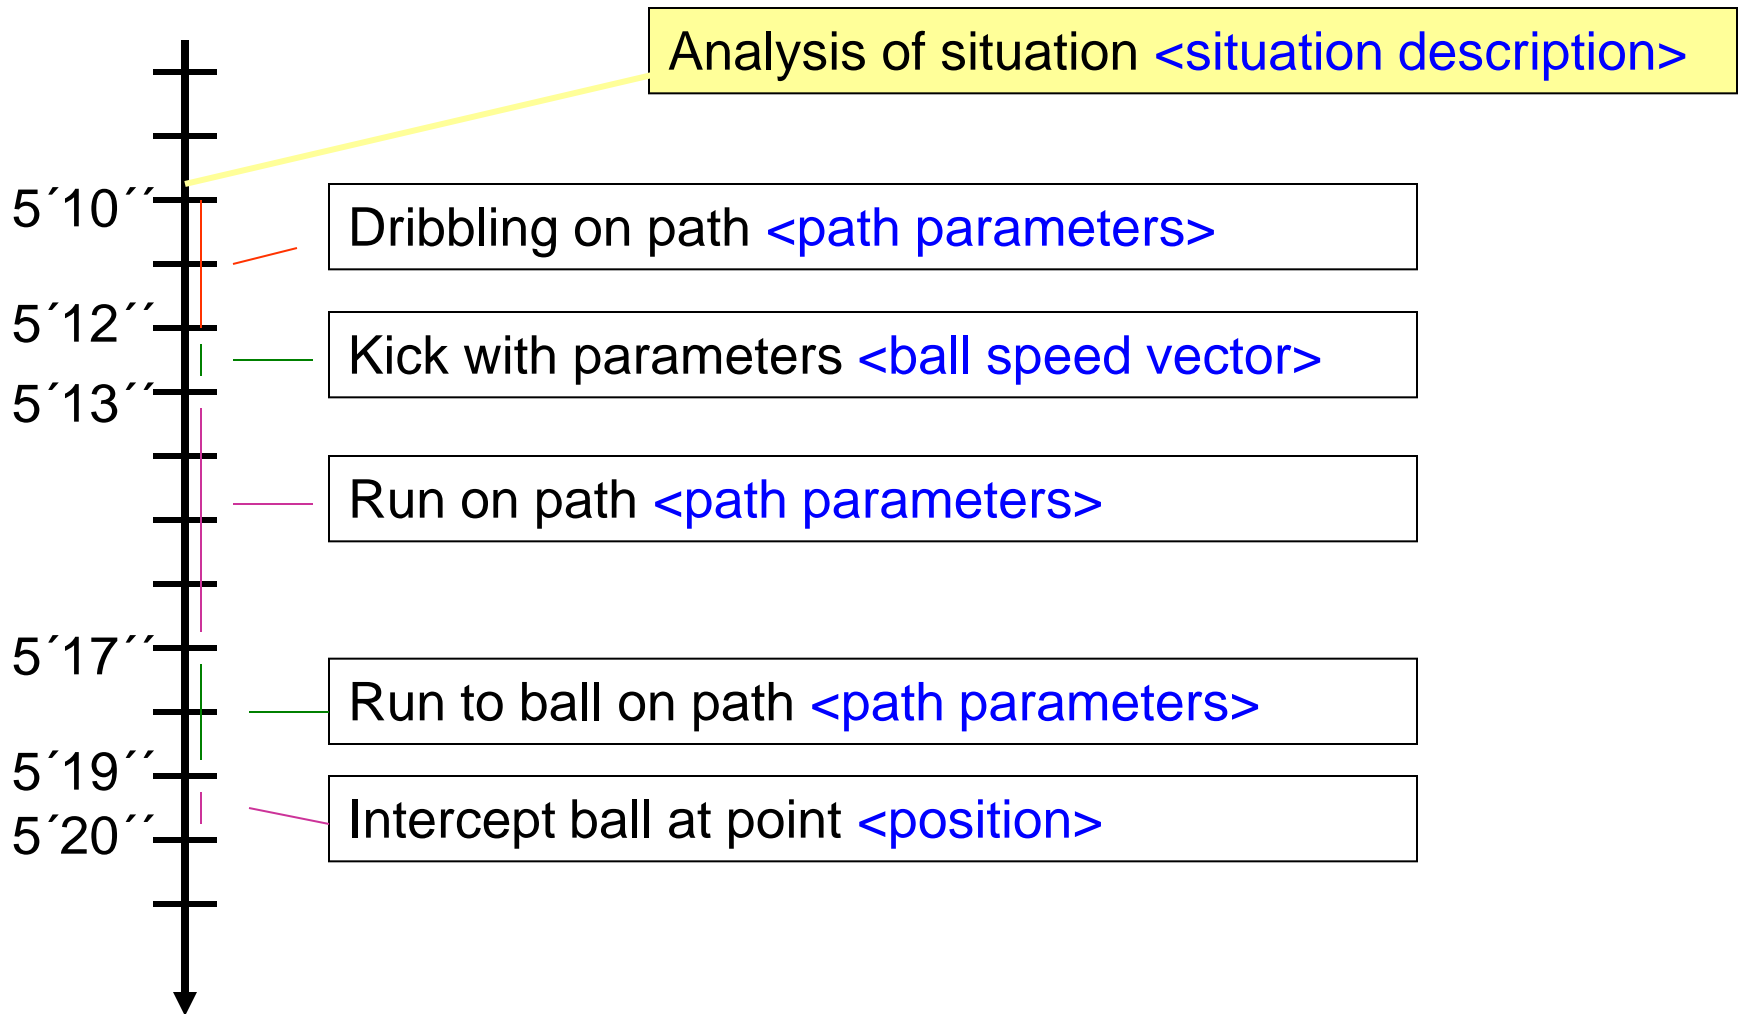 Analysis of situation <situation description>
5´10´´
Dribbling on path <path parameters>
5´12´´
Kick with parameters <ball speed vector>
5´13´´
Run on path <path parameters>
5´17´´
Run to ball on path <path parameters>
5´19´´
Intercept ball at point <position>
5´20´´